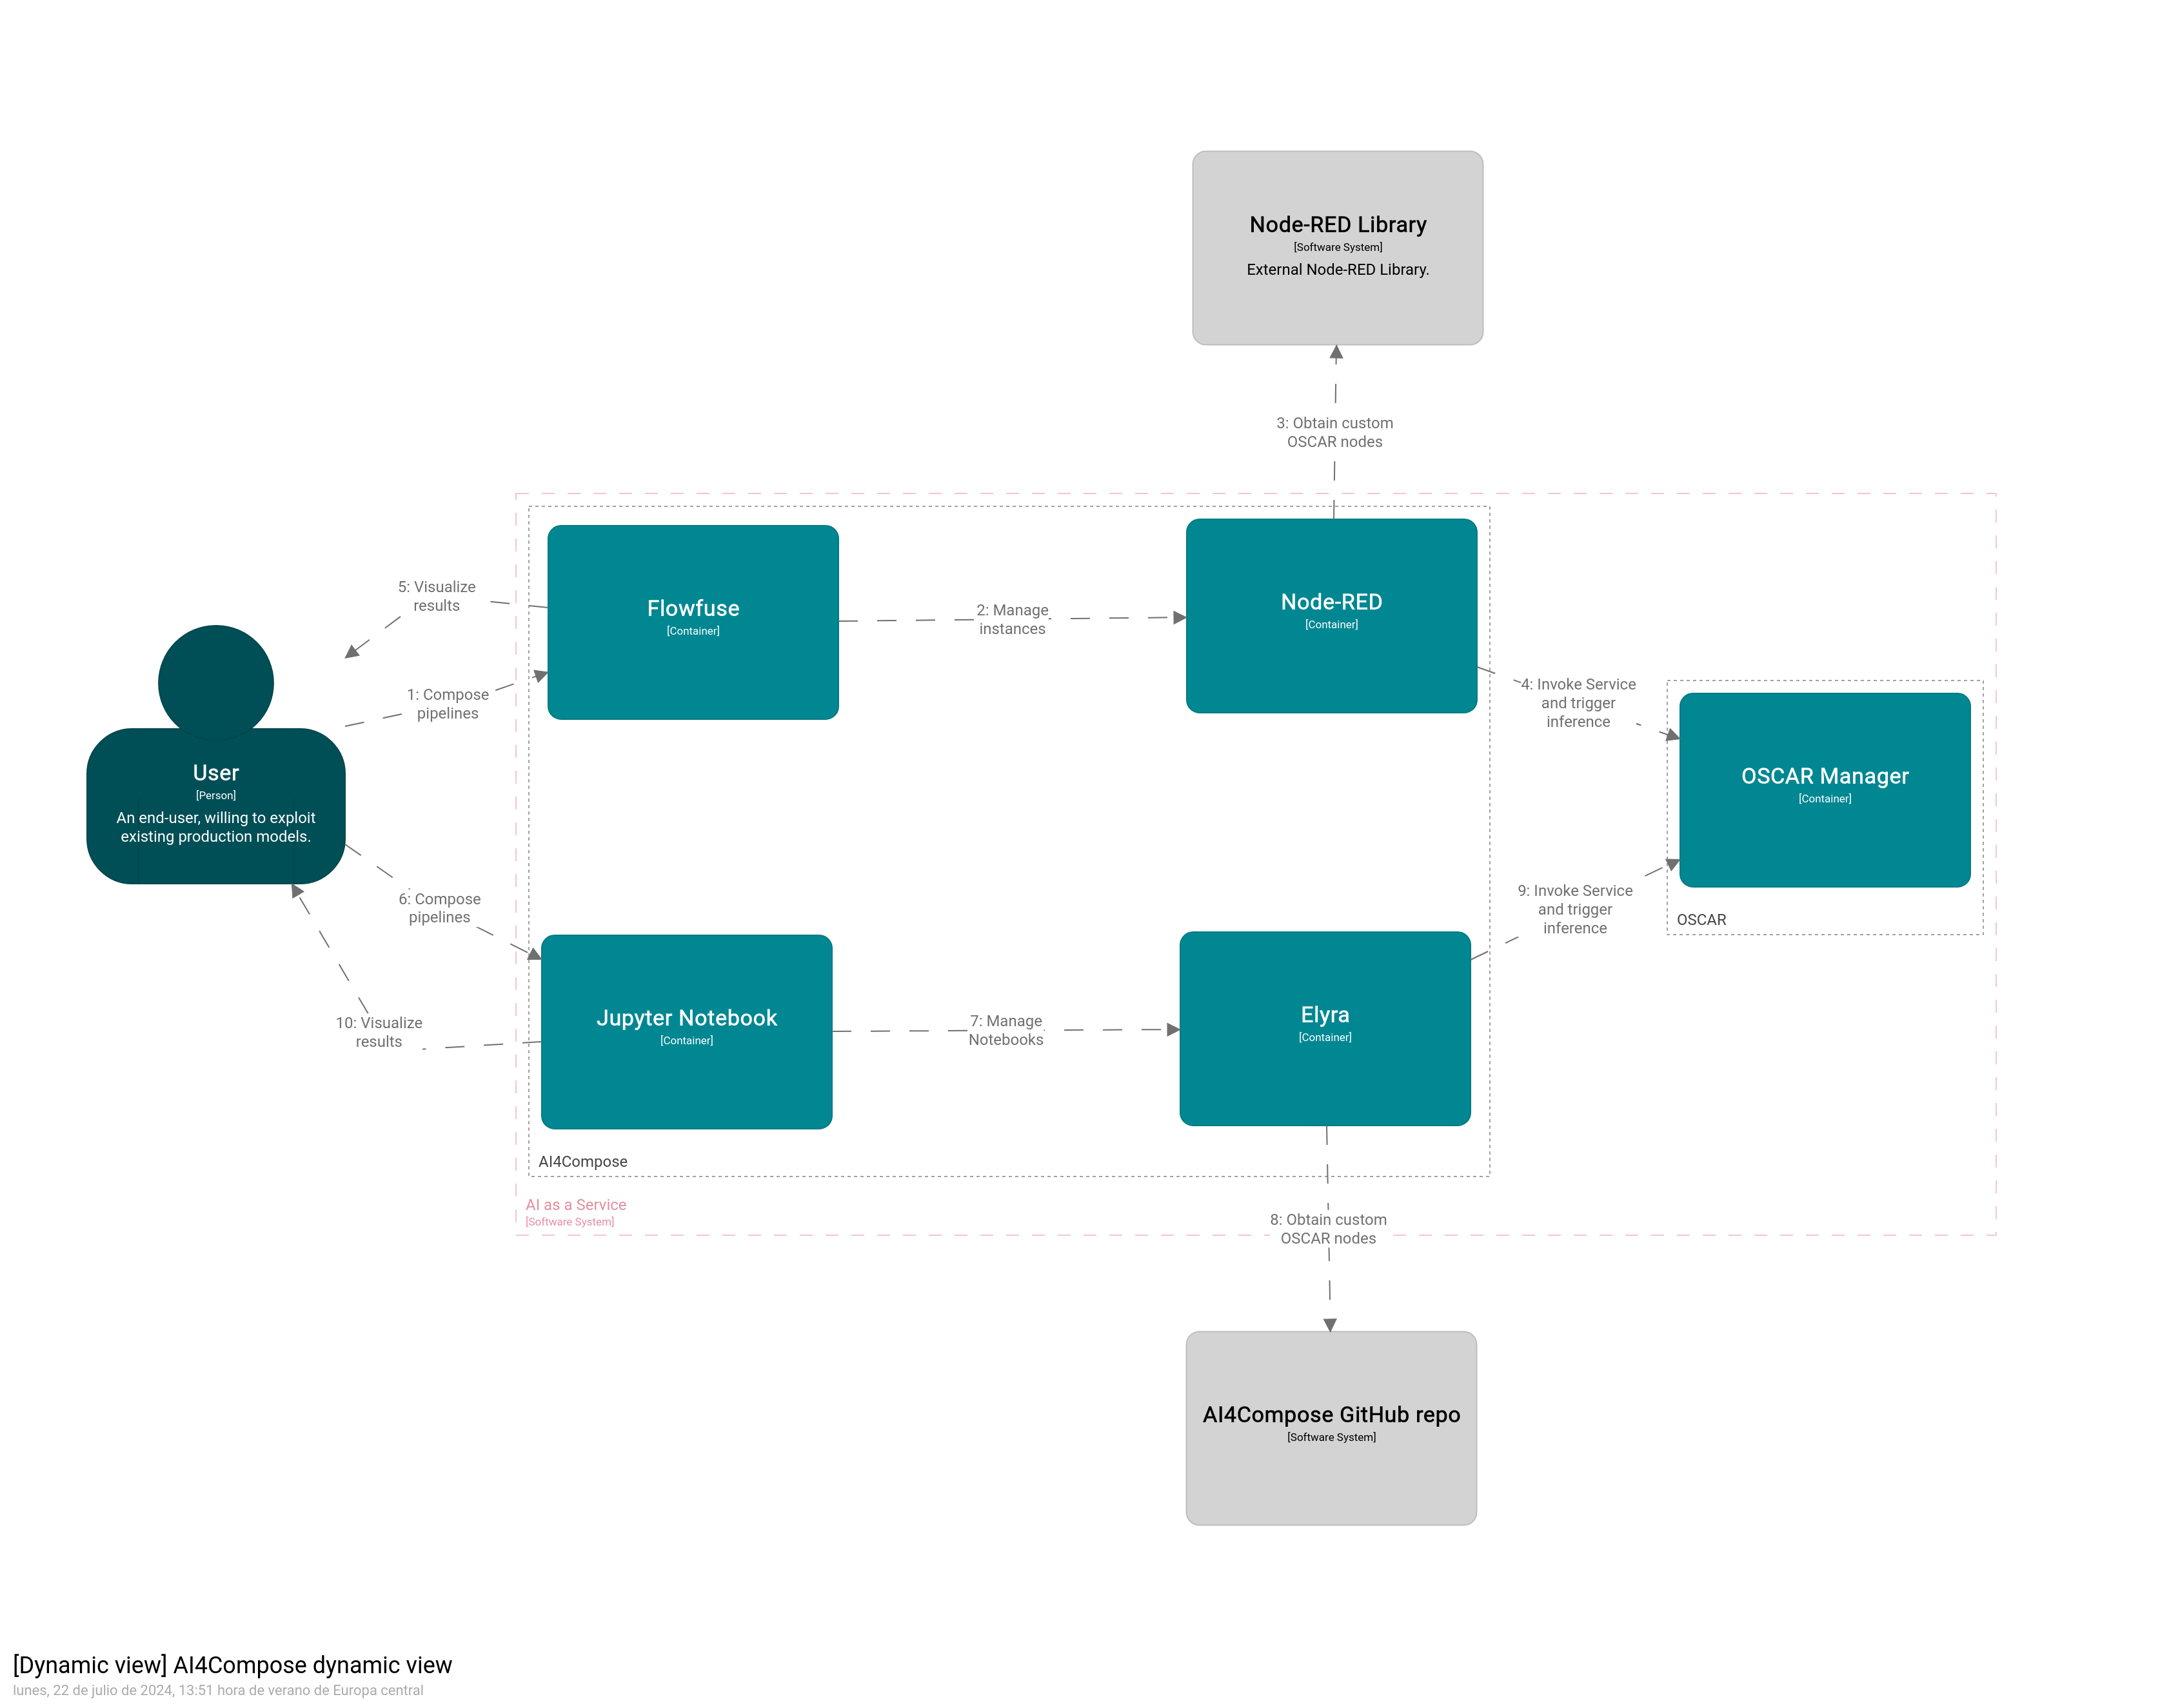 Node-RED Library
[Software System]
External Node-RED Library.
3: Obtain custom
OSCAR nodes
Flowfuse
[Container]
Node-RED
[Container]
5: Visualize
results
2: Manage
instances
1: Compose
pipelines
4: Invoke Service
and trigger
inference
User
[Person]
An end-user, willing to exploit
existing production models.
OSCAR Manager
[Container]
OSCAR
6: Compose
pipelines
9: Invoke Service
and trigger
inference
Jupyter Notebook
[Container]
7: Manage
Notebooks
Elyra
[Container]
10: Visualize
results
AI4Compose
AI as a Service
[Software System]
8: Obtain custom
OSCAR nodes
AI4Compose GitHub repo
[Software System]
[Dynamic view] AI4Compose dynamic view
lunes, 22 de julio de 2024, 13:51 hora de verano de Europa central